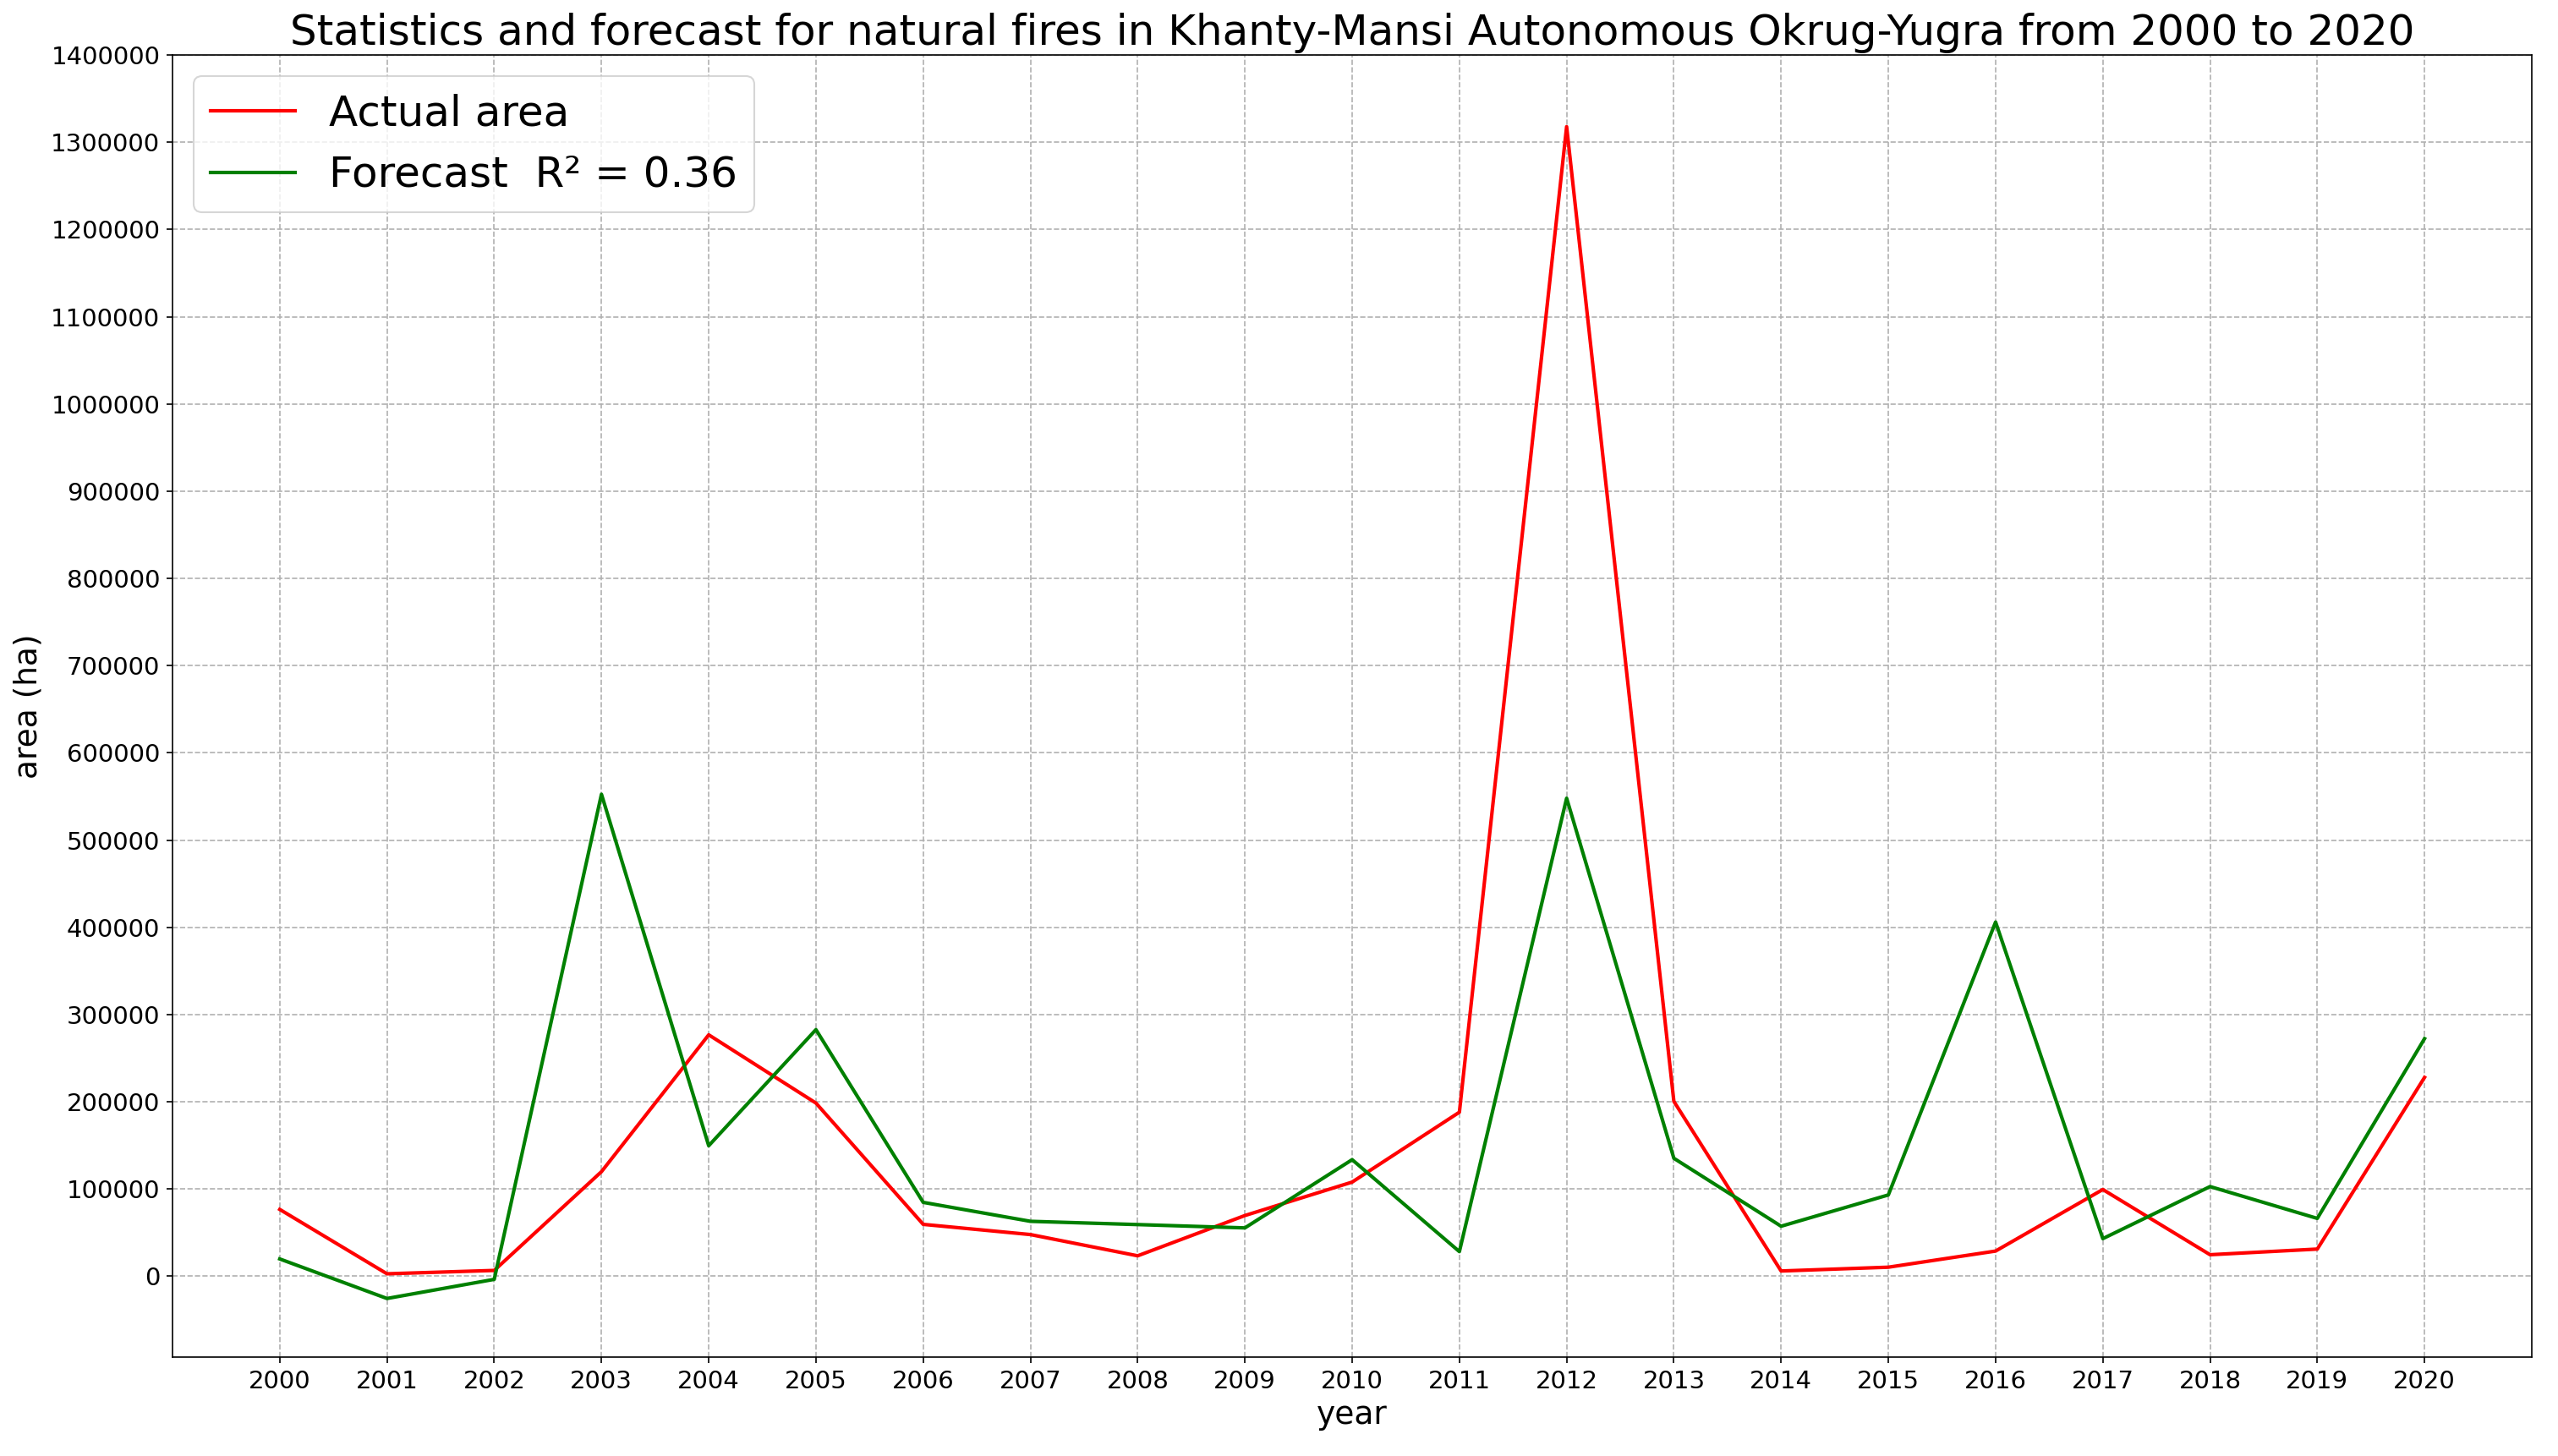 Statistics and forecast for natural fires in Khanty-Mansi Autonomous Okrug-Yugra from 2000 to 2020
Actual area
Forecast  R² = 0.36
1400000
1300000
1200000
1100000
1000000
900000
800000
700000
600000
500000
400000
300000
200000
100000
0
area (ha)
2000 2001 2002 2003 2004 2005 2006 2007 2008 2009 2010 2011 2012 2013 2014 2015 2016 2017 2018 2019 2020
year